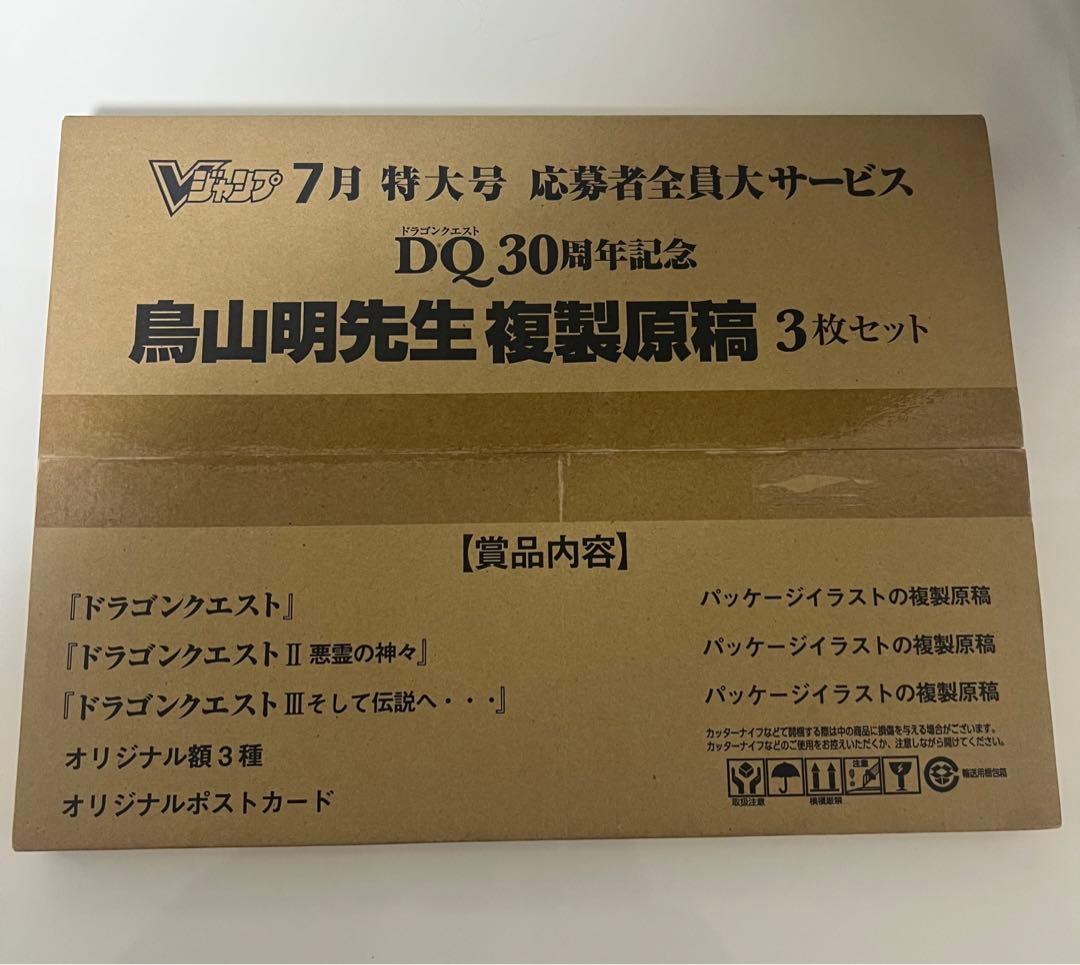 Vジャンプ 7月 特大号 応募者全員大サービス
ドラゴンクエスト
DQ 30周年記念
鳥山明先生 複製原稿 3枚セット
【賞品内容】
『ドラゴンクエスト』 パッケージイラストの複製原稿
『ドラゴンクエストⅡ 悪霊の神々』 パッケージイラストの複製原稿
『ドラゴンクエストⅢ そして伝説へ・・・』 パッケージイラストの複製原稿
オリジナル額3種
オリジナルポストカード
カッターナイフなどで開梱する際は中の商品に損傷を与える場合がございます。
カッターナイフなどのご使用をお控えいただくか、注意しながら開けてください。
注意
取扱注意 横積厳禁 輸送用梱包箱